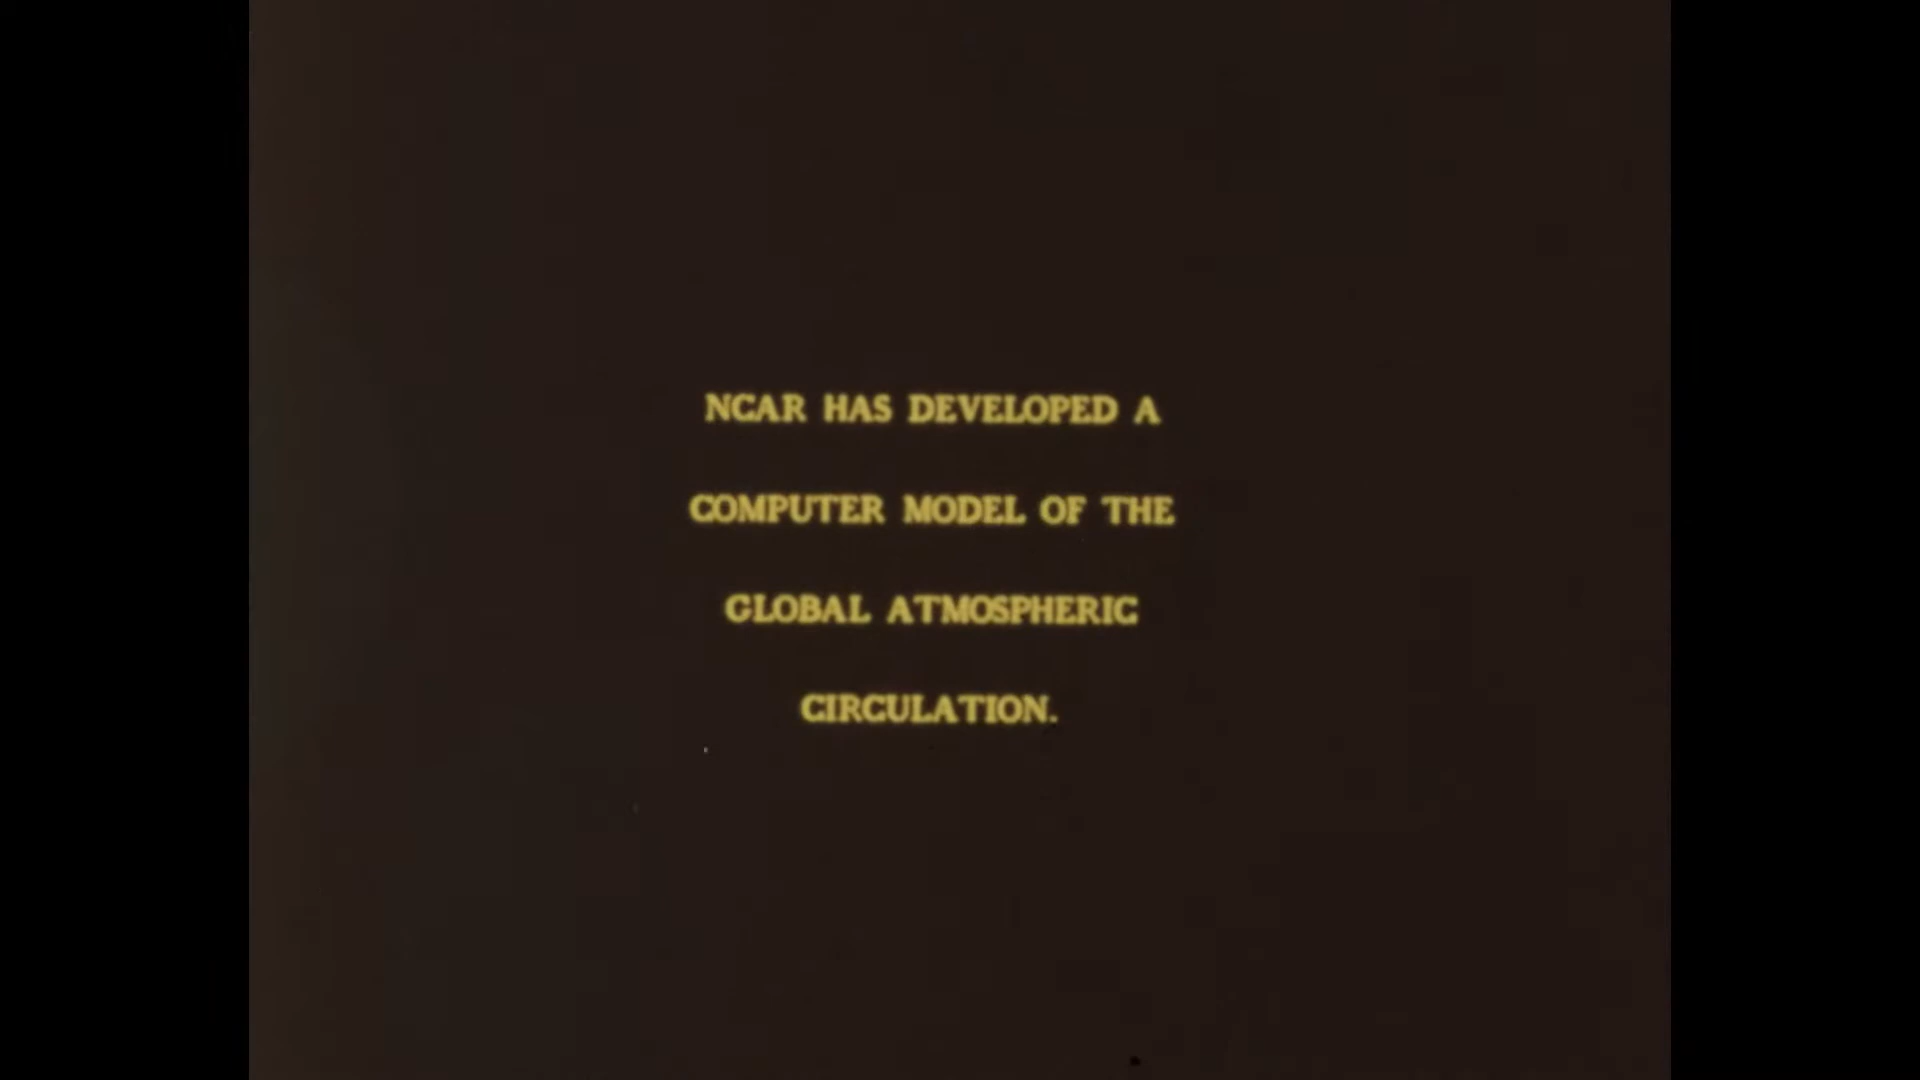 NCAR HAS DEVELOPED A
COMPUTER MODEL OF THE
GLOBAL ATMOSPHERIC
CIRCULATION.